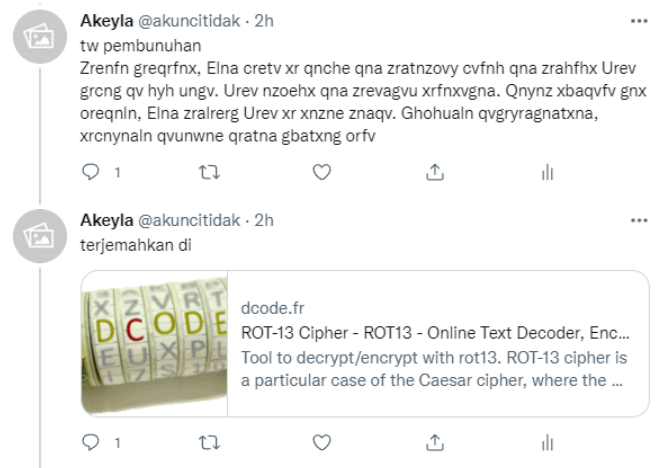 Akeyla @akuncitidak · 2h
tw pembunuhan
Zrenfn greqrfnx, Elna cretv xr qnche qna zratnzovy cvfnh qna zrahfhx Urev
grcng qv hyh ungv. Urev nzoehx qna zrevagvu xrfnxvgna. Qnynz xbaqvfv gnx
oreqnln, Elna zralrerg Urev xr xnzne znaqv. Ghohualn qvgryragnatxna,
xrcnynaln qvunwne qratna gbatxng orfv
1
Akeyla @akuncitidak · 2h
terjemahkan di
DCODE
dcode.fr
ROT-13 Cipher - ROT13 - Online Text Decoder, Enc...
Tool to decrypt/encrypt with rot13. ROT-13 cipher is
a particular case of the Caesar cipher, where the ...
1